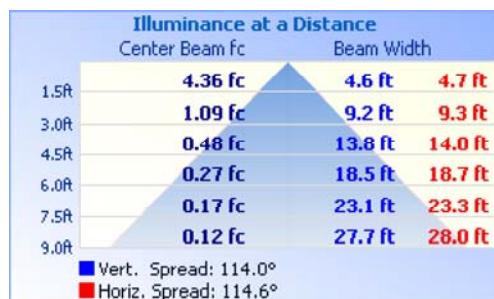 Illuminance at a Distance
Center Beam fc Beam Width
1.5ft 4.36 fc 4.6 ft 4.7 ft
3.0ft 1.09 fc 9.2 ft 9.3 ft
4.5ft 0.48 fc 13.8 ft 14.0 ft
6.0ft 0.27 fc 18.5 ft 18.7 ft
7.5ft 0.17 fc 23.1 ft 23.3 ft
9.0ft 0.12 fc 27.7 ft 28.0 ft
Vert. Spread: 114.0°
Horiz. Spread: 114.6°